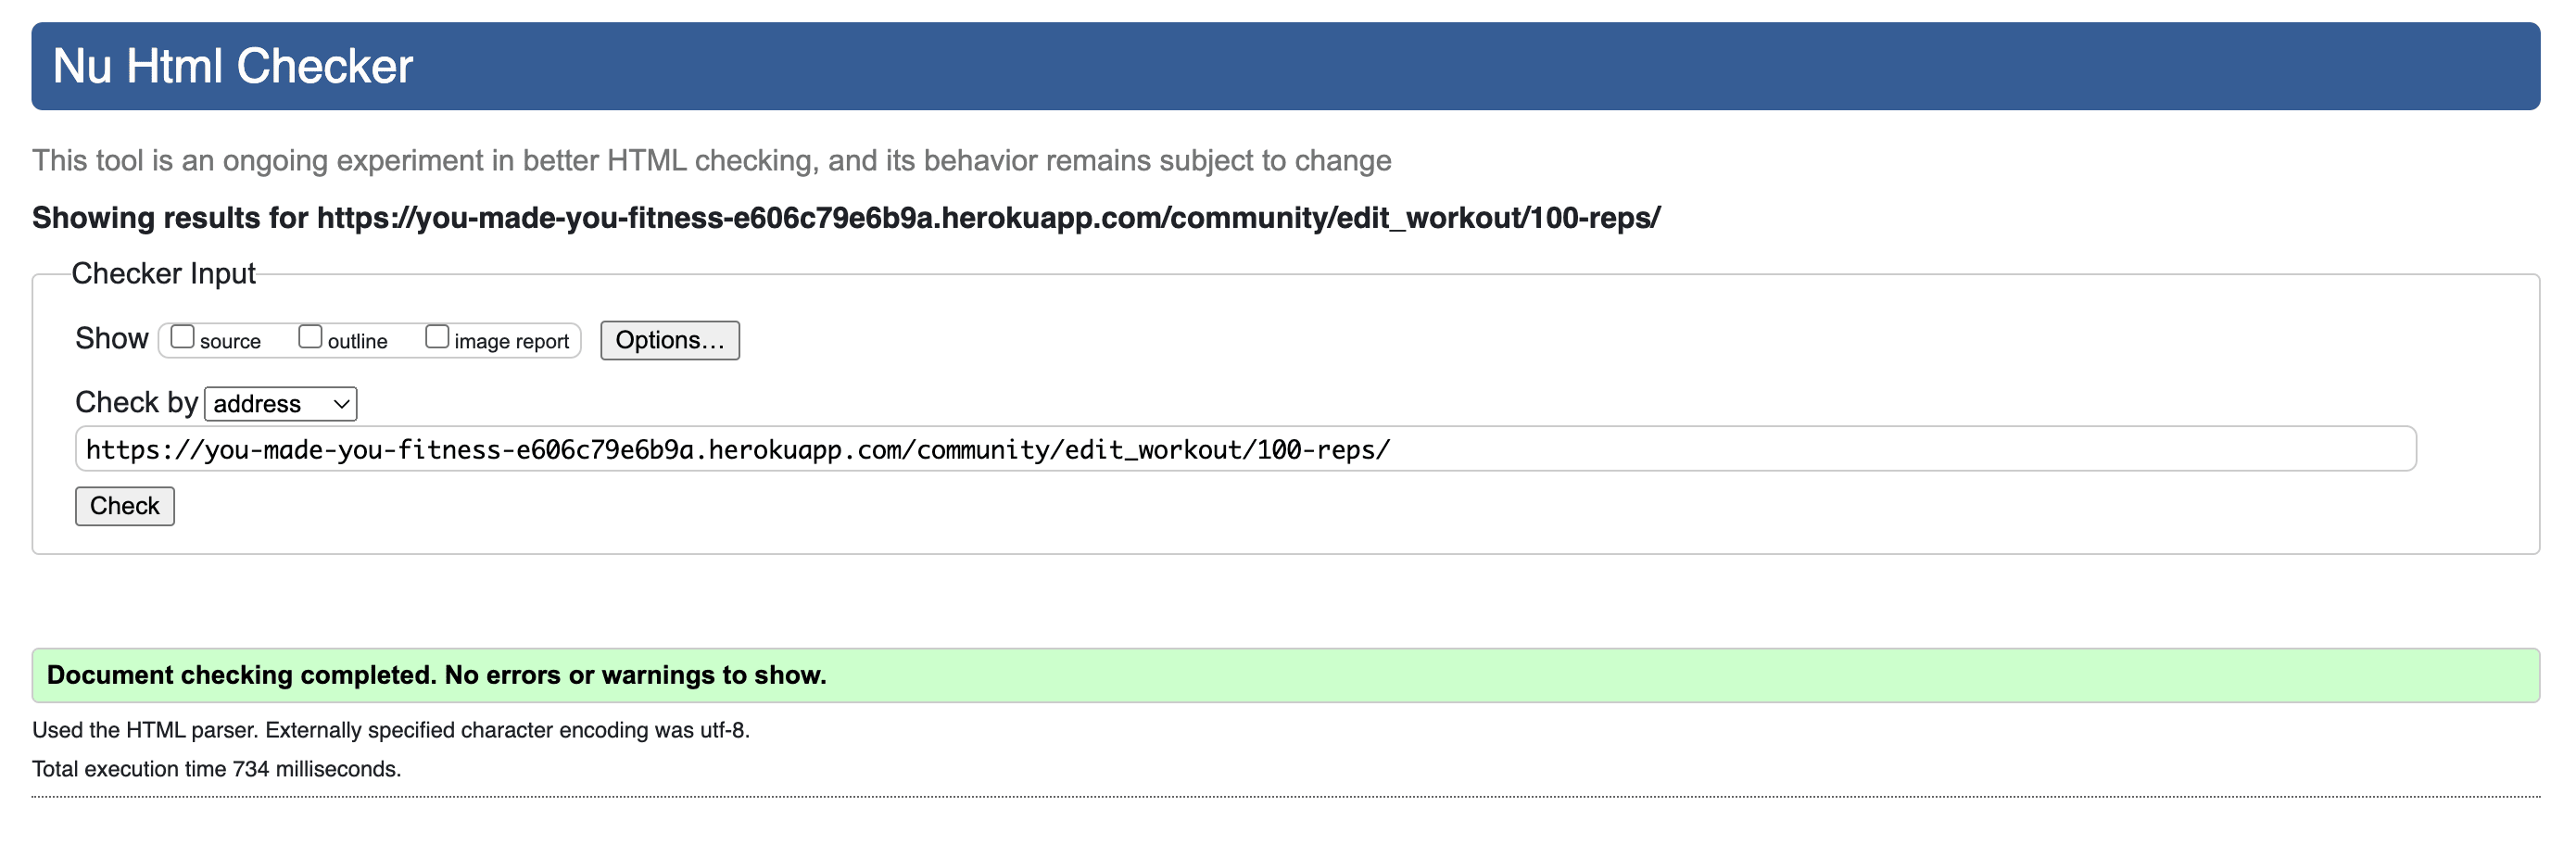 Nu Html Checker
This tool is an ongoing experiment in better HTML checking, and its behavior remains subject to change
Showing results for https://you-made-you-fitness-e606c79e6b9a.herokuapp.com/community/edit_workout/100-reps/
Checker Input
Show source outline image report Options...
Check by address
https://you-made-you-fitness-e606c79e6b9a.herokuapp.com/community/edit_workout/100-reps/
Check
Document checking completed. No errors or warnings to show.
Used the HTML parser. Externally specified character encoding was utf-8.
Total execution time 734 milliseconds.